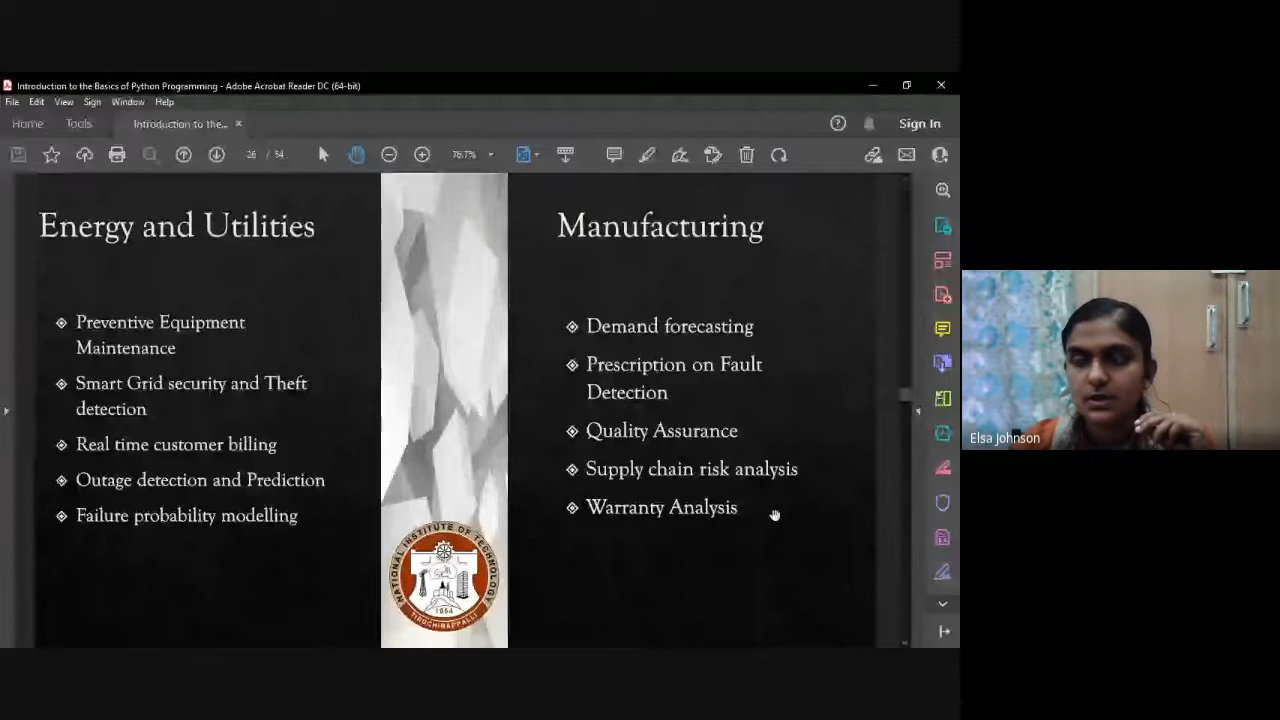 Introduction to the Basics of Python Programming - Adobe Acrobat Reader DC (64-bit)
File Edit View Sign Window Help
Home Tools Introduction to the... × Sign In
26 / 54 76.7%
Energy and Utilities
Preventive Equipment
Maintenance
Smart Grid security and Theft
detection
Real time customer billing
Outage detection and Prediction
Failure probability modelling
NATIONAL INSTITUTE OF TECHNOLOGY
1964
TIRUCHIRAPPALLI
Manufacturing
Demand forecasting
Prescription on Fault
Detection
Quality Assurance
Supply chain risk analysis
Warranty Analysis
Elsa Johnson